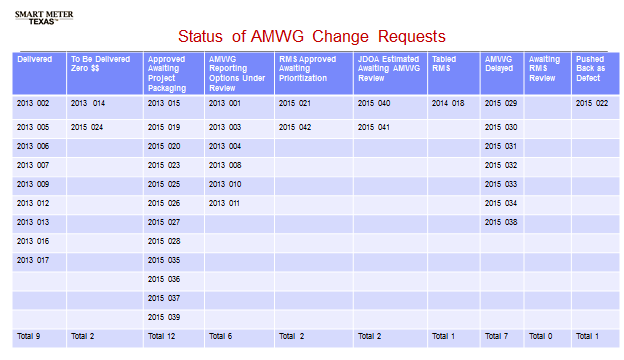 SMART METER
TEXAS™
Status of AMWG Change Requests
Delivered | To Be Delivered Zero $$ | Approved Awaiting Project Packaging | AMWG Reporting Options Under Review | RMS Approved Awaiting Prioritization | JDOA Estimated Awaiting AMWG Review | Tabled RMS | AMWG Delayed | Awaiting RMS Review | Pushed Back as Defect
2013 002 | 2013 014 | 2013 015 | 2013 001 | 2015 021 | 2015 040 | 2014 018 | 2015 029 | | 2015 022
2013 005 | 2015 024 | 2015 019 | 2013 003 | 2015 042 | 2015 041 | | 2015 030 | |
2013 006 | | 2015 020 | 2013 004 | | | | 2015 031 | |
2013 007 | | 2015 023 | 2013 008 | | | | 2015 032 | |
2013 009 | | 2015 025 | 2013 010 | | | | 2015 033 | |
2013 012 | | 2015 026 | 2013 011 | | | | 2015 034 | |
2013 013 | | 2015 027 | | | | | 2015 038 | |
2013 016 | | 2015 028 | | | | | | |
2013 017 | | 2015 035 | | | | | | |
| | 2015 036 | | | | | | |
| | 2015 037 | | | | | | |
| | 2015 039 | | | | | | |
Total 9 | Total 2 | Total 12 | Total 6 | Total 2 | Total 2 | Total 1 | Total 7 | Total 0 | Total 1